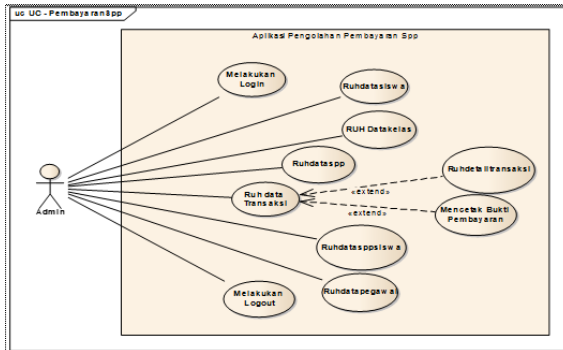 uc UC - PembayaranSpp
Aplikasi Pengolahan Pembayaran Spp
Melakukan
Login
Ruhdatasiswa
RUH Datakelas
Ruhdataspp
Ruhdetailtransaksi
Ruh data
Transaksi
«extend»
«extend»
Mencetak Bukti
Pembayaran
Admin
Ruhdatasppsiswa
Ruhdatapegawai
Melakukan
Logout